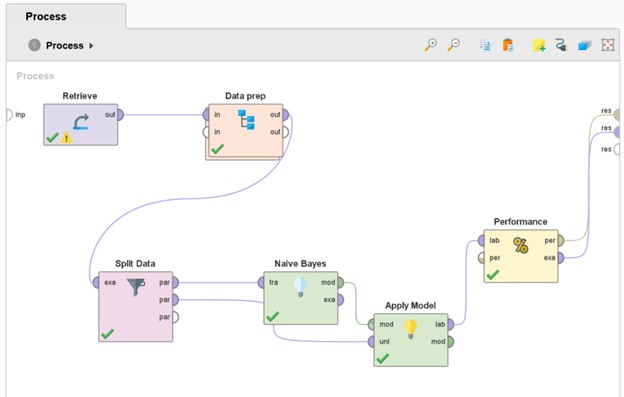 Process
Process
Process
inp
Retrieve
out
Data prep
in
out
in
out
res
res
res
Split Data
exa
par
par
par
Naive Bayes
tra
mod
exa
Apply Model
mod
lab
unl
mod
Performance
%
lab
per
per
exa